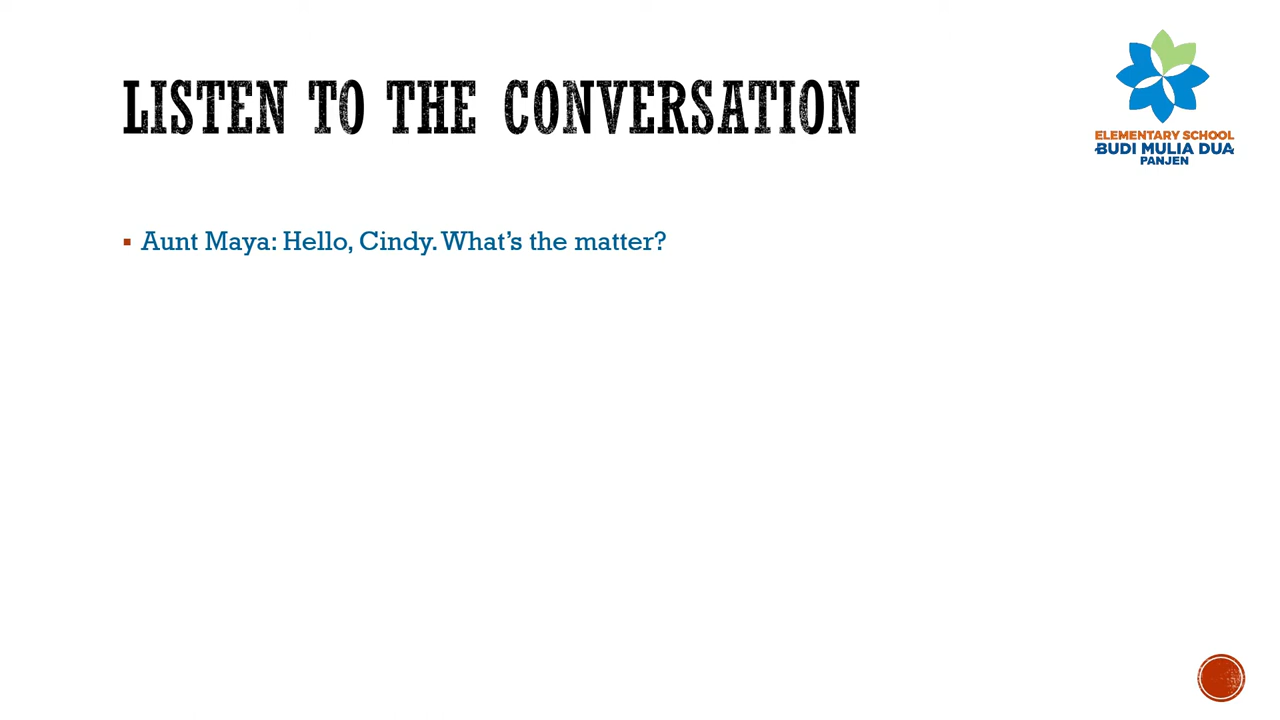 LISTEN TO THE CONVERSATION
ELEMENTARY SCHOOL
BUDI MULIA DUA
PANJEN
▪ Aunt Maya: Hello, Cindy. What’s the matter?